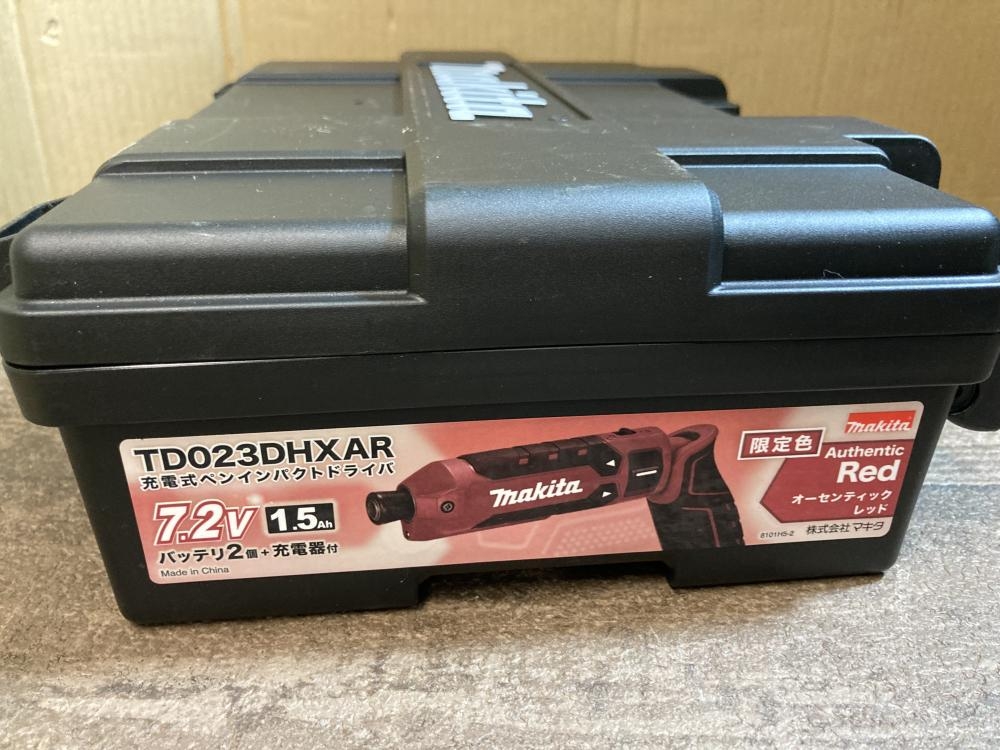 makita
TD023DHXAR
充電式ペンインパクトドライバ
7.2V 1.5Ah
バッテリ2個+充電器付
Made in China
makita
限定色
makita
Authentic
Red
オーセンティック
レッド
8101H5-2 株式会社マキタ